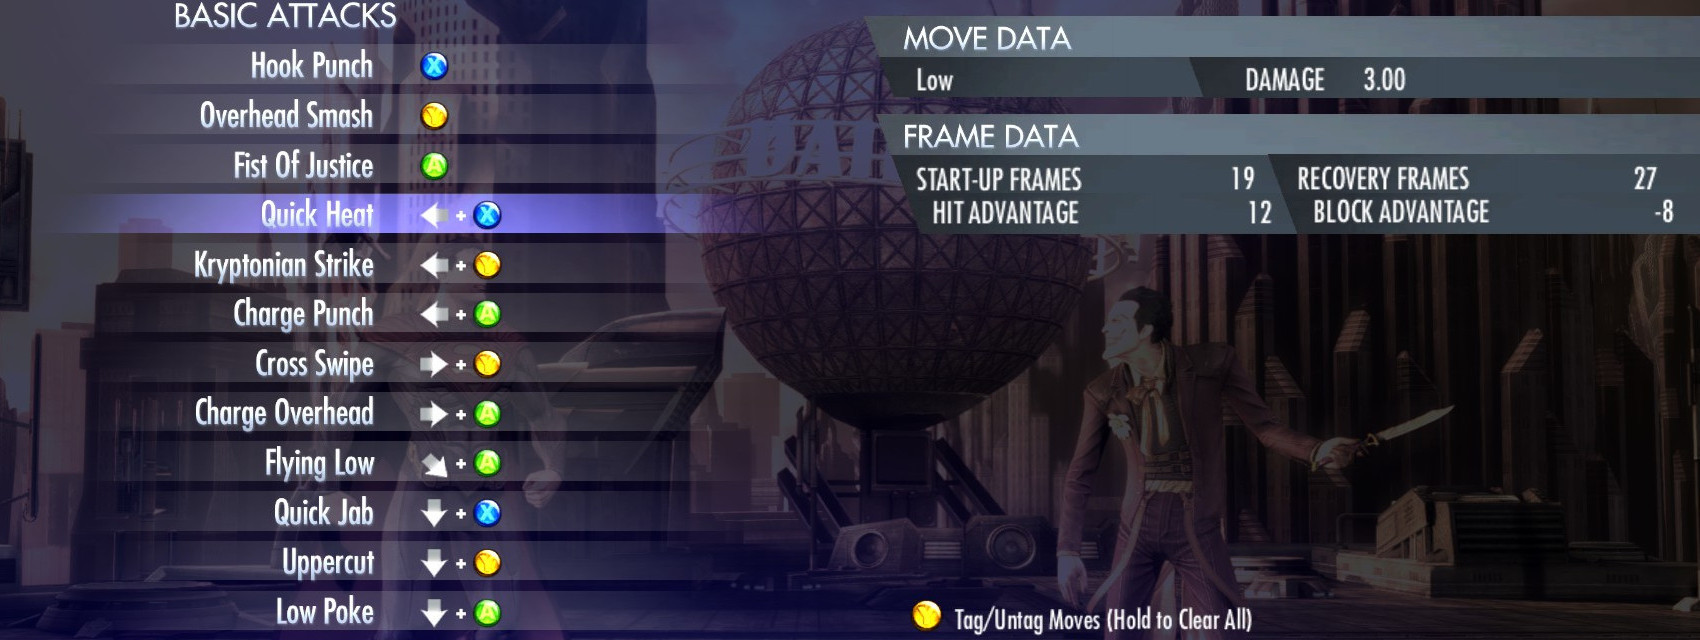 BASIC ATTACKS
Hook Punch X
Overhead Smash Y
Fist Of Justice A
Quick Heat + X
Kryptonian Strike + Y
Charge Punch + A
Cross Swipe + Y
Charge Overhead + A
Flying Low + A
Quick Jab + X
Uppercut + Y
Low Poke + A
MOVE DATA
Low DAMAGE 3.00
FRAME DATA
START-UP FRAMES 19 RECOVERY FRAMES 27
HIT ADVANTAGE 12 BLOCK ADVANTAGE -8
Y Tag/Untag Moves (Hold to Clear All)